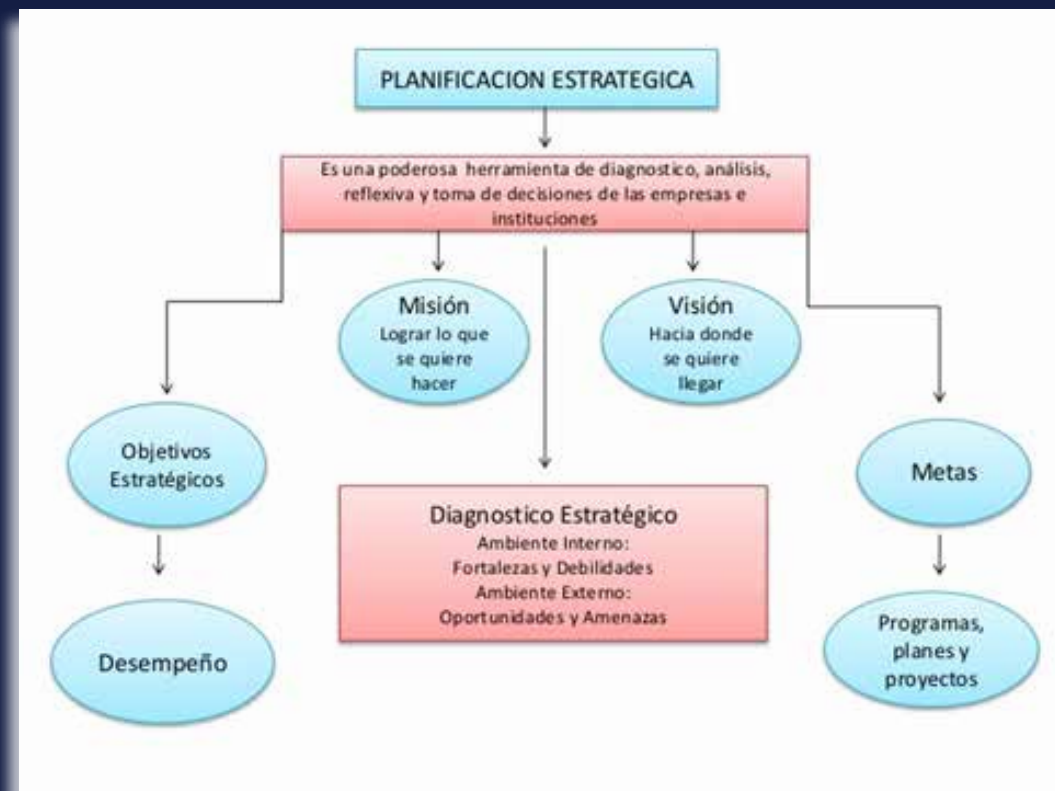 PLANIFICACION ESTRATEGICA
Es una poderosa herramienta de diagnostico, análisis,
reflexiva y toma de decisiones de las empresas e
instituciones
Misión
Lograr lo que
se quiere
hacer
Visión
Hacia donde
se quiere
llegar
Objetivos
Estratégicos
Metas
Diagnostico Estratégico
Ambiente Interno:
Fortalezas y Debilidades
Ambiente Externo:
Oportunidades y Amenazas
Desempeño
Programas,
planes y
proyectos